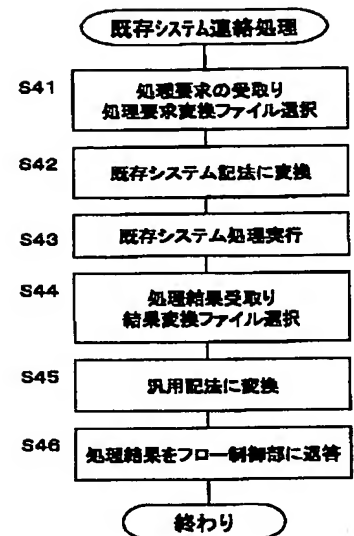 既存システム連絡処理
S41
処理要求の受取り
処理要求変換ファイル選択
S42
既存システム記法に変換
S43
既存システム処理実行
S44
処理結果受取り
結果変換ファイル選択
S45
汎用記法に変換
S46
処理結果をフロー制御部に返答
終わり